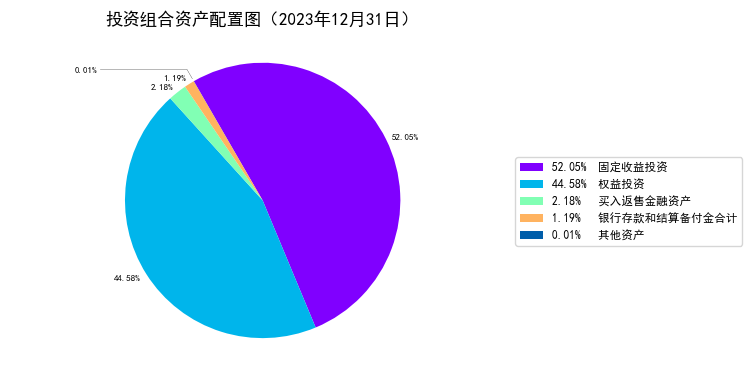 投资组合资产配置图（2023年12月31日）
0.01%
1.19%
2.18%
52.05%
44.58%
52.05% 固定收益投资
44.58% 权益投资
2.18% 买入返售金融资产
1.19% 银行存款和结算备付金合计
0.01% 其他资产